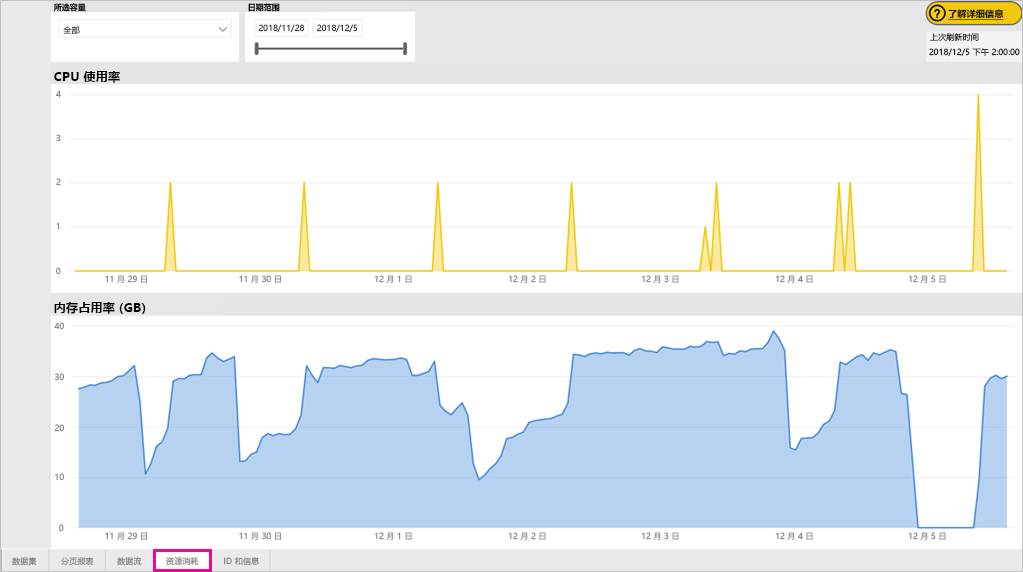 所选容量
全部
日期范围
2018/11/28 2018/12/5
了解详细信息
上次刷新时间
2018/12/5 下午 2:00:00
CPU 使用率
4
3
2
1
0
11 月 29 日 11 月 30 日 12 月 1 日 12 月 2 日 12 月 3 日 12 月 4 日 12 月 5 日
内存占用率 (GB)
40
30
20
10
0
11 月 29 日 11 月 30 日 12 月 1 日 12 月 2 日 12 月 3 日 12 月 4 日 12 月 5 日
数据集 分页报表 数据流 资源消耗 ID 和信息